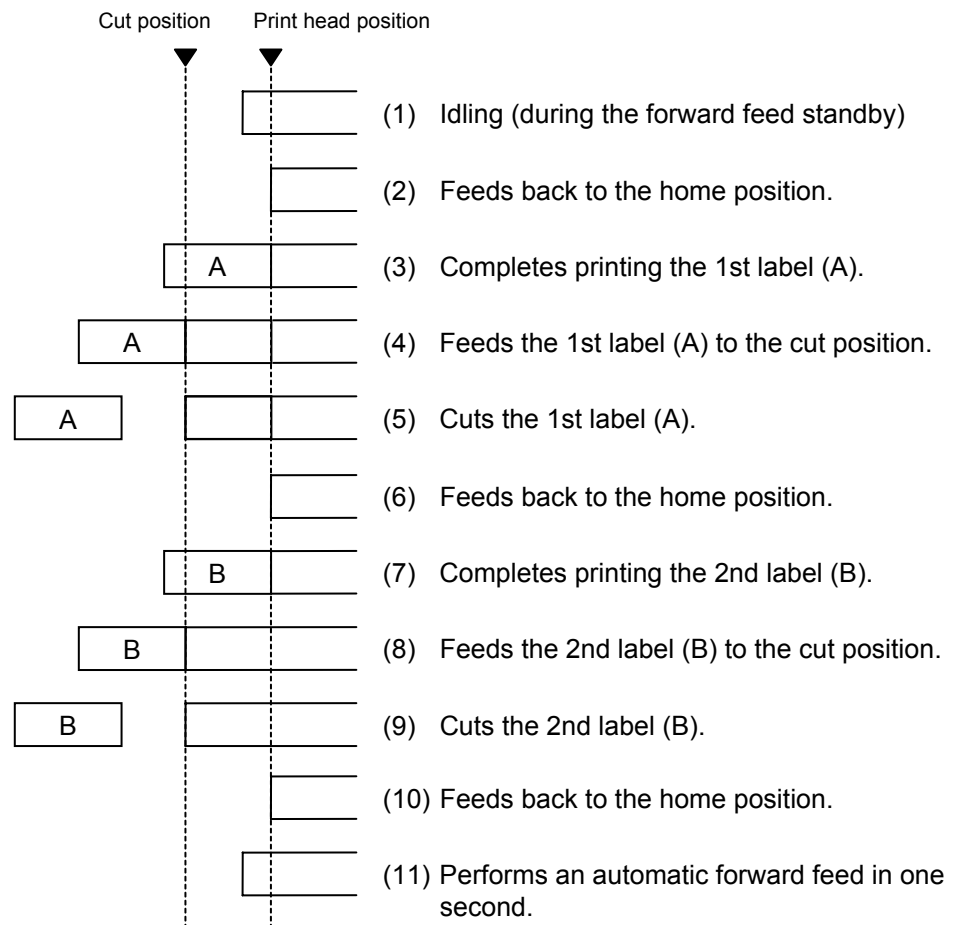 Cut position Print head position
(1) Idling (during the forward feed standby)
(2) Feeds back to the home position.
A (3) Completes printing the 1st label (A).
A (4) Feeds the 1st label (A) to the cut position.
A (5) Cuts the 1st label (A).
(6) Feeds back to the home position.
B (7) Completes printing the 2nd label (B).
B (8) Feeds the 2nd label (B) to the cut position.
B (9) Cuts the 2nd label (B).
(10) Feeds back to the home position.
(11) Performs an automatic forward feed in one
second.